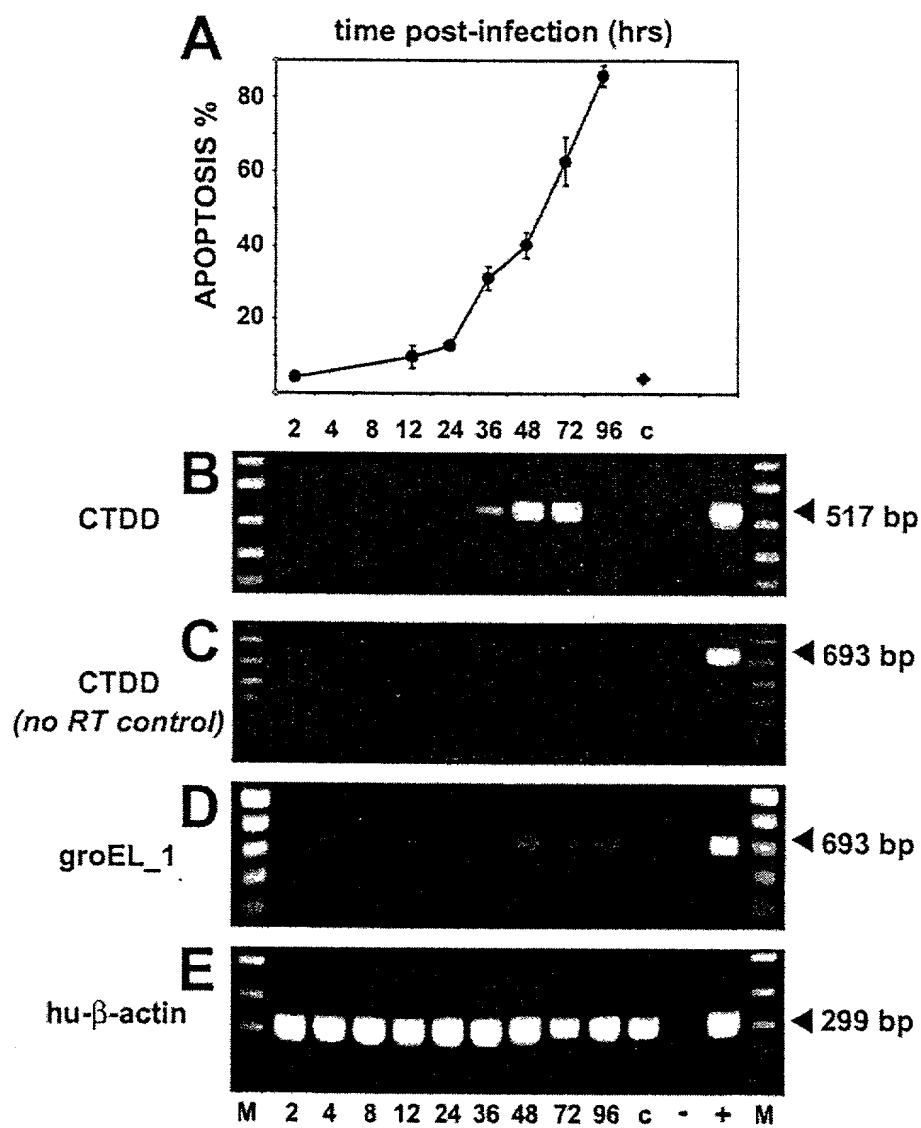 A
time post-infection (hrs)
APOPTOSIS %
80
60
40
20
2 4 8 12 24 36 48 72 96 c
B
CTDD
517 bp
C
CTDD
(no RT control)
693 bp
D
groEL_1
693 bp
E
hu-β-actin
299 bp
M 2 4 8 12 24 36 48 72 96 c - + M